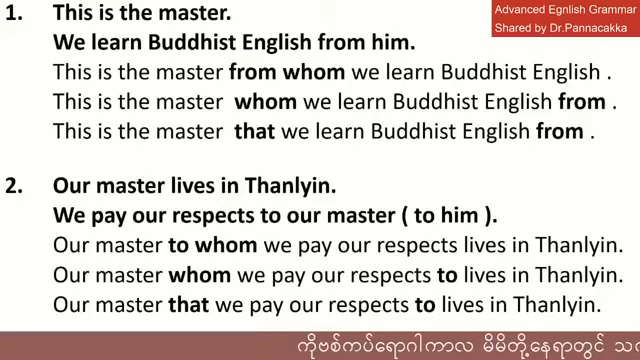 Advanced Egnlish Grammar
Shared by Dr.Pannacakka
1. This is the master.
We learn Buddhist English from him.
This is the master from whom we learn Buddhist English .
This is the master whom we learn Buddhist English from .
This is the master that we learn Buddhist English from .
2. Our master lives in Thanlyin.
We pay our respects to our master ( to him ).
Our master to whom we pay our respects lives in Thanlyin.
Our master whom we pay our respects to lives in Thanlyin.
Our master that we pay our respects to lives in Thanlyin.
ကိုဗစ်ကပ်ရောဂါကာလ မိမိတို့နေရာတွင်